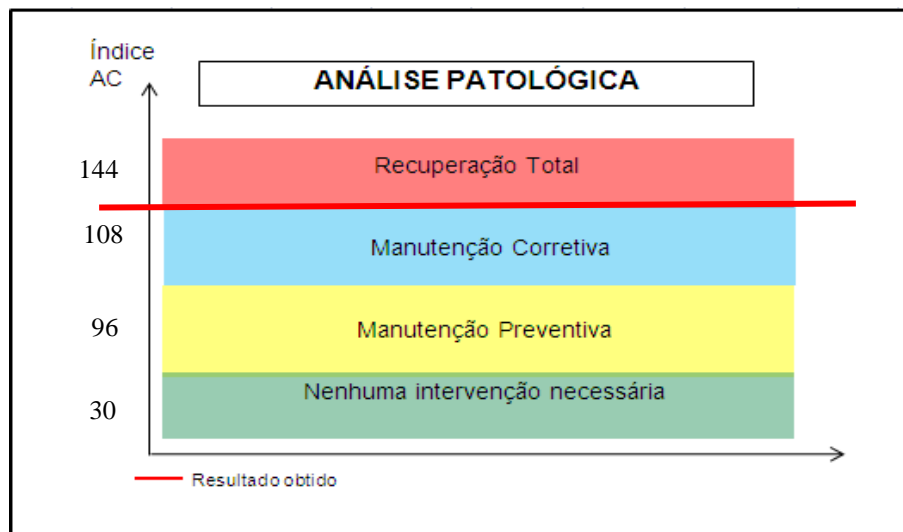 Índice
AC
ANÁLISE PATOLÓGICA
144
Recuperação Total
108
Manutenção Corretiva
96
Manutenção Preventiva
Nenhuma intervenção necessária
30
Resultado obtido